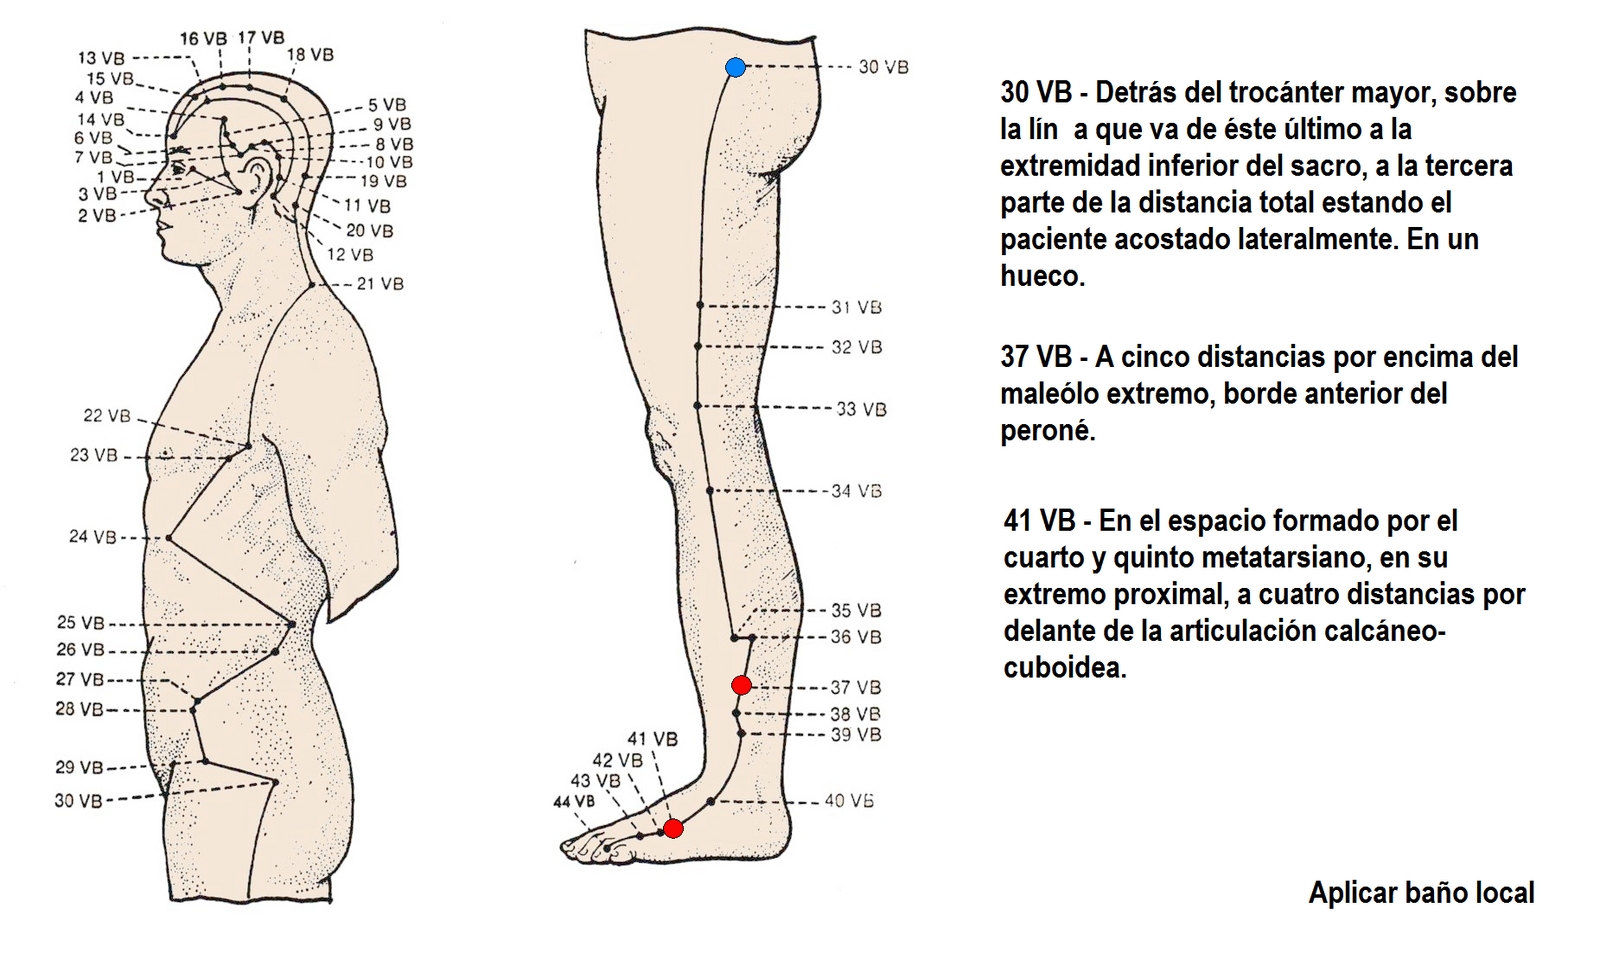 16 VB
17 VB
13 VB
18 VB
15 VB
4 VB
5 VB
14 VB
9 VB
6 VB
8 VB
7 VB
10 VB
1 VB
19 VB
3 VB
11 VB
2 VB
20 VB
12 VB
21 VB
22 VB
23 VB
24 VB
25 VB
26 VB
27 VB
28 VB
29 VB
30 VB
30 VB
31 VB
32 VB
33 VB
34 VB
35 VB
36 VB
37 VB
38 VB
39 VB
41 VB
42 VB
43 VB
44 VB
40 VB
30 VB - Detrás del trocánter mayor, sobre
la lín a que va de éste último a la
extremidad inferior del sacro, a la tercera
parte de la distancia total estando el
paciente acostado lateralmente. En un
hueco.
37 VB - A cinco distancias por encima del
maleólo extremo, borde anterior del
peroné.
41 VB - En el espacio formado por el
cuarto y quinto metatarsiano, en su
extremo proximal, a cuatro distancias por
delante de la articulación calcáneo-
cuboidea.
Aplicar baño local